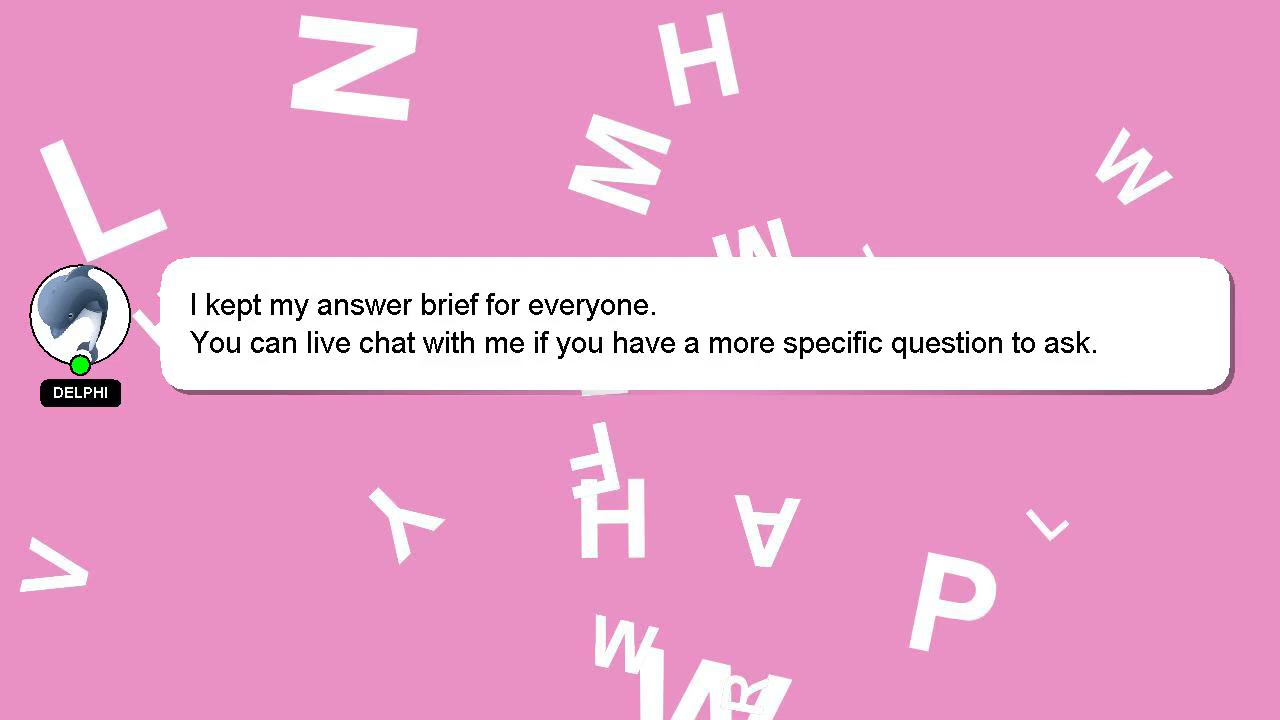 Z
H
M
W
L
W
I kept my answer brief for everyone.
You can live chat with me if you have a more specific question to ask.
DELPHI
F
H
A
Y
L
V
P
W
W
R